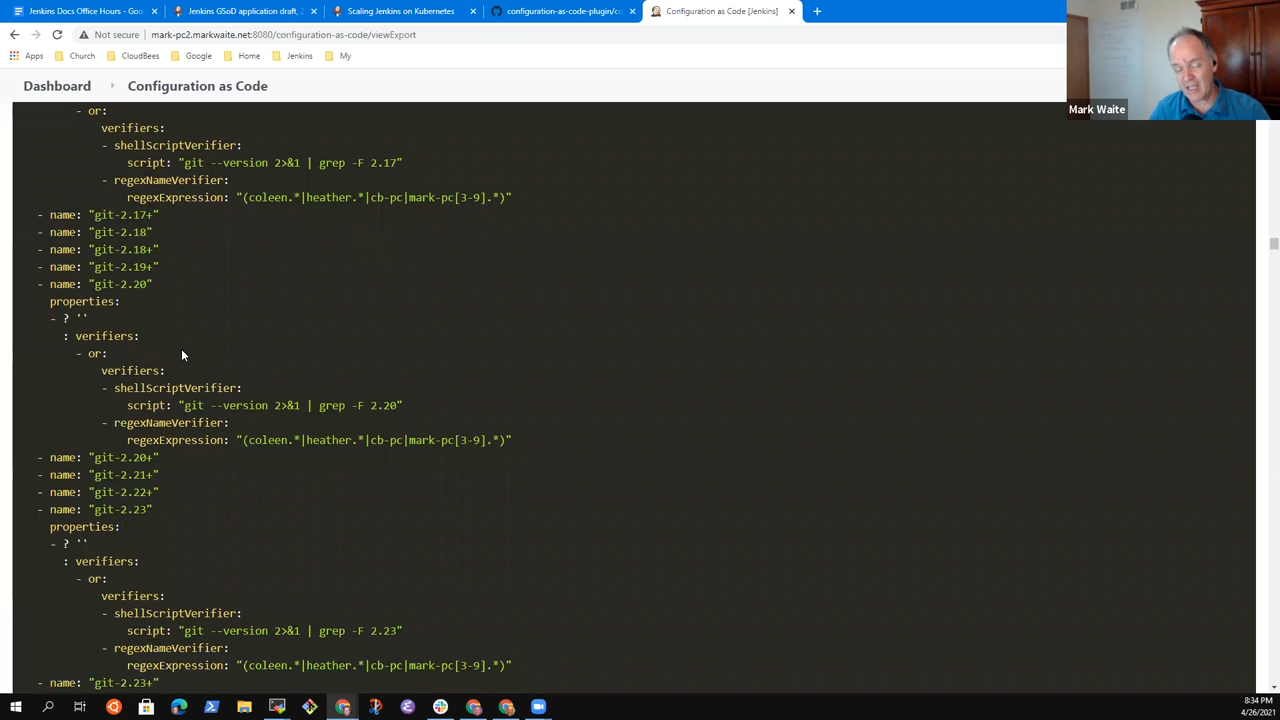 Jenkins Docs Office Hours - Goo
Jenkins GSoD application draft, 2
Scaling Jenkins on Kubernetes
configuration-as-code-plugin/co
Configuration as Code [Jenkins]
Not secure
mark-pc2.markwaite.net:8080/configuration-as-code/viewExport
Apps
Church
CloudBees
Google
Home
Jenkins
My
Dashboard
Configuration as Code
Mark Waite
- or:
verifiers:
- shellScriptVerifier:
script: "git --version 2>&1 | grep -F 2.17"
- regexNameVerifier:
regexExpression: "(coleen.*|heather.*|cb-pc|mark-pc[3-9].*)"
- name: "git-2.17+"
- name: "git-2.18"
- name: "git-2.18+"
- name: "git-2.19+"
- name: "git-2.20"
properties:
- ? ''
: verifiers:
- or:
verifiers:
- shellScriptVerifier:
script: "git --version 2>&1 | grep -F 2.20"
- regexNameVerifier:
regexExpression: "(coleen.*|heather.*|cb-pc|mark-pc[3-9].*)"
- name: "git-2.20+"
- name: "git-2.21+"
- name: "git-2.22+"
- name: "git-2.23"
properties:
- ? ''
: verifiers:
- or:
verifiers:
- shellScriptVerifier:
script: "git --version 2>&1 | grep -F 2.23"
- regexNameVerifier:
regexExpression: "(coleen.*|heather.*|cb-pc|mark-pc[3-9].*)"
- name: "git-2.23+"
8:34 PM
4/26/2021